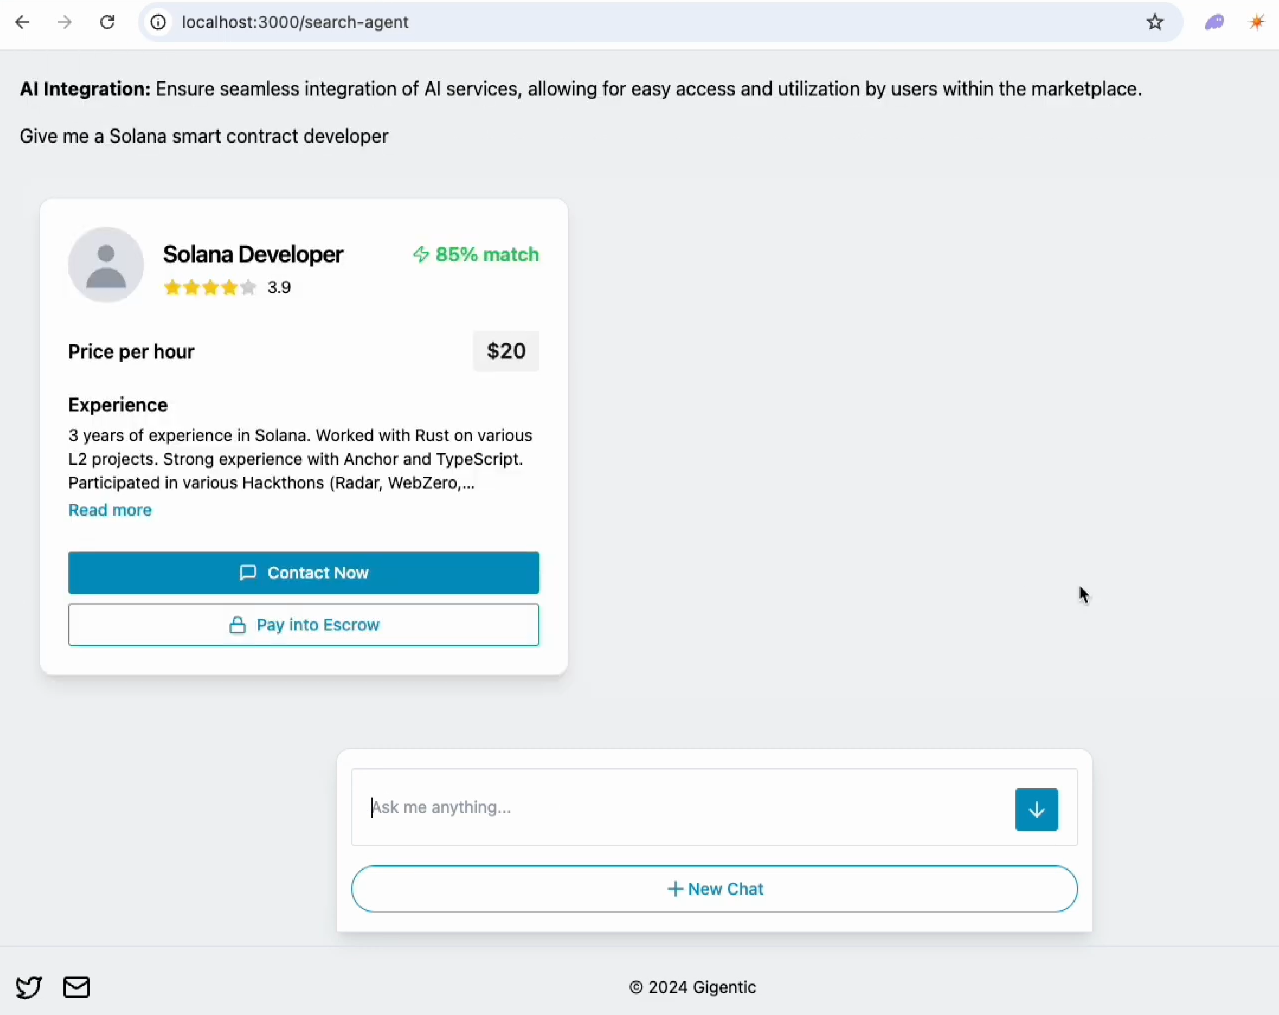 localhost:3000/search-agent
AI Integration: Ensure seamless integration of AI services, allowing for easy access and utilization by users within the marketplace.
Give me a Solana smart contract developer
Solana Developer
85% match
3.9
Price per hour
$20
Experience
3 years of experience in Solana. Worked with Rust on various
L2 projects. Strong experience with Anchor and TypeScript.
Participated in various Hackthons (Radar, WebZero,...
Read more
Contact Now
Pay into Escrow
Ask me anything...
New Chat
© 2024 Gigentic